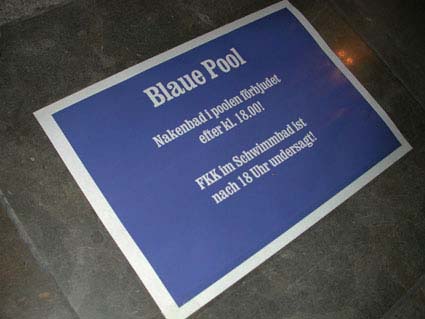 Blaue Pool
Nakenbad i poolen förbjudet
efter kl. 18.00!
FKK im Schwimmbad ist
nach 18 Uhr undersagt!